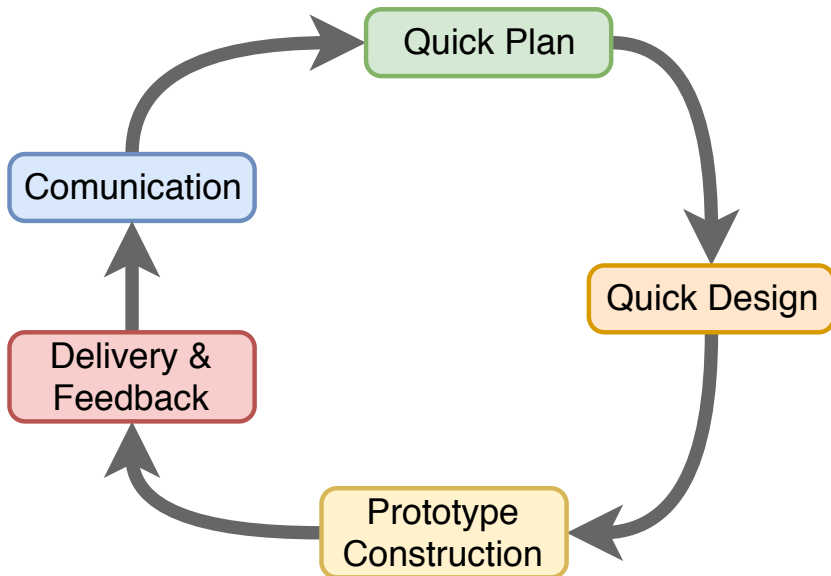 Quick Plan
Comunication
Quick Design
Delivery &
Feedback
Prototype
Construction